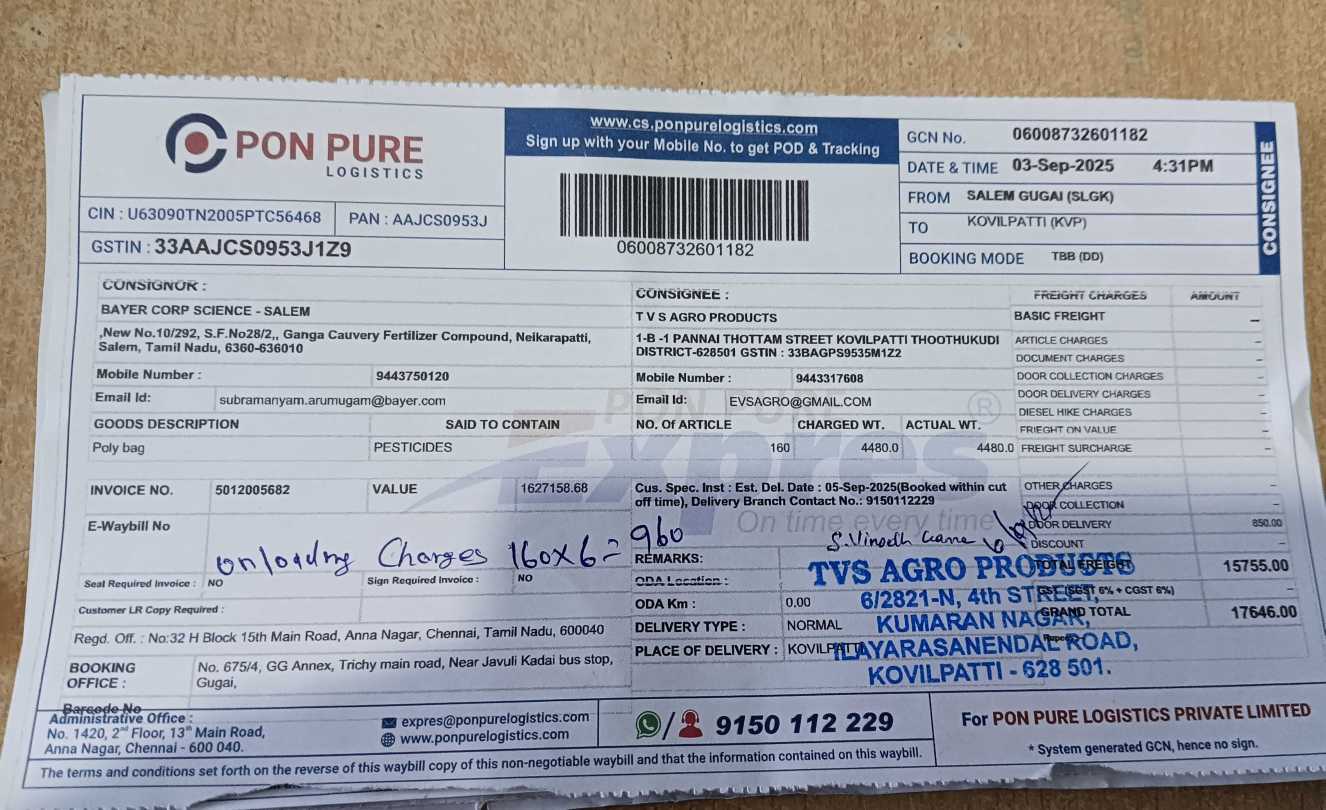 PON PURE
LOGISTICS
CIN : U63090TN2005PTC56468 PAN : AAJCS0953J
GSTIN : 33AAJCS0953J1Z9
www.cs.ponpurelogistics.com
Sign up with your Mobile No. to get POD & Tracking
06008732601182
GCN No. 06008732601182
DATE & TIME 03-Sep-2025 4:31PM
FROM SALEM GUGAI (SLGK)
TO KOVILPATTI (KVP)
BOOKING MODE TBB (DD)
CONSIGNEE
CONSIGNOR :
BAYER CORP SCIENCE - SALEM
,New No.10/292, S.F.No28/2,, Ganga Cauvery Fertilizer Compound, Neikarapatti,
Salem, Tamil Nadu, 6360-636010
Mobile Number : 9443750120
Email Id: subramanyam.arumugam@bayer.com
CONSIGNEE :
T V S AGRO PRODUCTS
1-B -1 PANNAI THOTTAM STREET KOVILPATTI THOOTHUKUDI
DISTRICT-628501 GSTIN : 33BAGPS9535M1Z2
Mobile Number : 9443317608
Email Id: EVSAGRO@GMAIL.COM
GOODS DESCRIPTION SAID TO CONTAIN NO. Of ARTICLE CHARGED WT. ACTUAL WT.
Poly bag PESTICIDES 160 4480.0 4480.0
PON PURE
Expres ®
On time every time
FREIGHT CHARGES AMOUNT
BASIC FREIGHT –
ARTICLE CHARGES –
DOCUMENT CHARGES –
DOOR COLLECTION CHARGES –
DOOR DELIVERY CHARGES –
DIESEL HIKE CHARGES –
FRIEGHT ON VALUE –
FREIGHT SURCHARGE –
OTHER CHARGES –
DOOR COLLECTION –
DOOR DELIVERY 850.00
DISCOUNT –
TOTAL FREIGHT 15755.00
GST (SGST 6% + CGST 6%) –
GRAND TOTAL 17646.00
Rupees
INVOICE NO. 5012005682 VALUE 1627158.68
Cus. Spec. Inst : Est. Del. Date : 05-Sep-2025(Booked within cut
off time), Delivery Branch Contact No.: 9150112229
E-Waybill No
Unloading Charges 160x6= 960
Seal Required Invoice : NO Sign Required Invoice : NO
Customer LR Copy Required :
REMARKS:
ODA Location :
ODA Km : 0.00
DELIVERY TYPE : NORMAL
PLACE OF DELIVERY : KOVILPATTI
TVS AGRO PRODUCTS
6/2821-N, 4th STREET,
KUMARAN NAGAR,
ILAYARASANENDAL ROAD,
KOVILPATTI - 628 501.
Regd. Off. : No:32 H Block 15th Main Road, Anna Nagar, Chennai, Tamil Nadu, 600040
BOOKING OFFICE : No. 675/4, GG Annex, Trichy main road, Near Javuli Kadai bus stop,
Gugai,
Barcode No
Administrative Office :
No. 1420, 2nd Floor, 13th Main Road,
Anna Nagar, Chennai - 600 040.
expres@ponpurelogistics.com
www.ponpurelogistics.com
/ 9150 112 229
For PON PURE LOGISTICS PRIVATE LIMITED
* System generated GCN, hence no sign.
The terms and conditions set forth on the reverse of this waybill copy of this non-negotiable waybill and that the information contained on this waybill.